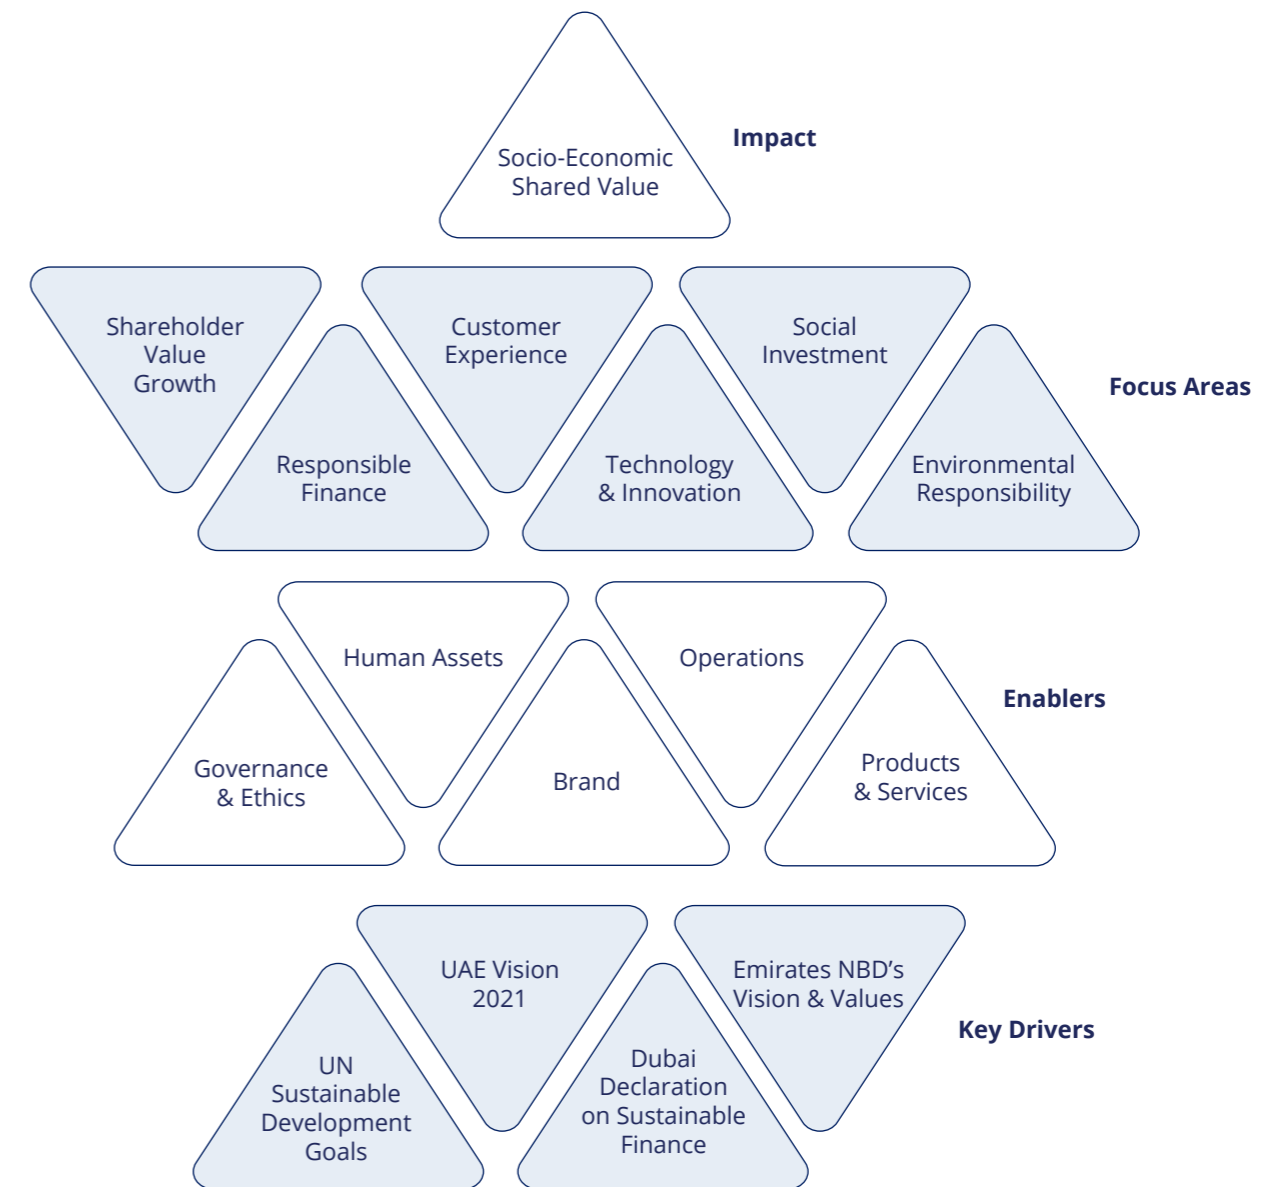 Socio-Economic
Shared Value
Impact
Shareholder
Value
Growth
Customer
Experience
Social
Investment
Responsible
Finance
Technology
& Innovation
Environmental
Responsibility
Focus Areas
Human Assets
Operations
Governance
& Ethics
Brand
Products
& Services
Enablers
UAE Vision
2021
Emirates NBD’s
Vision & Values
UN
Sustainable
Development
Goals
Dubai
Declaration
on Sustainable
Finance
Key Drivers